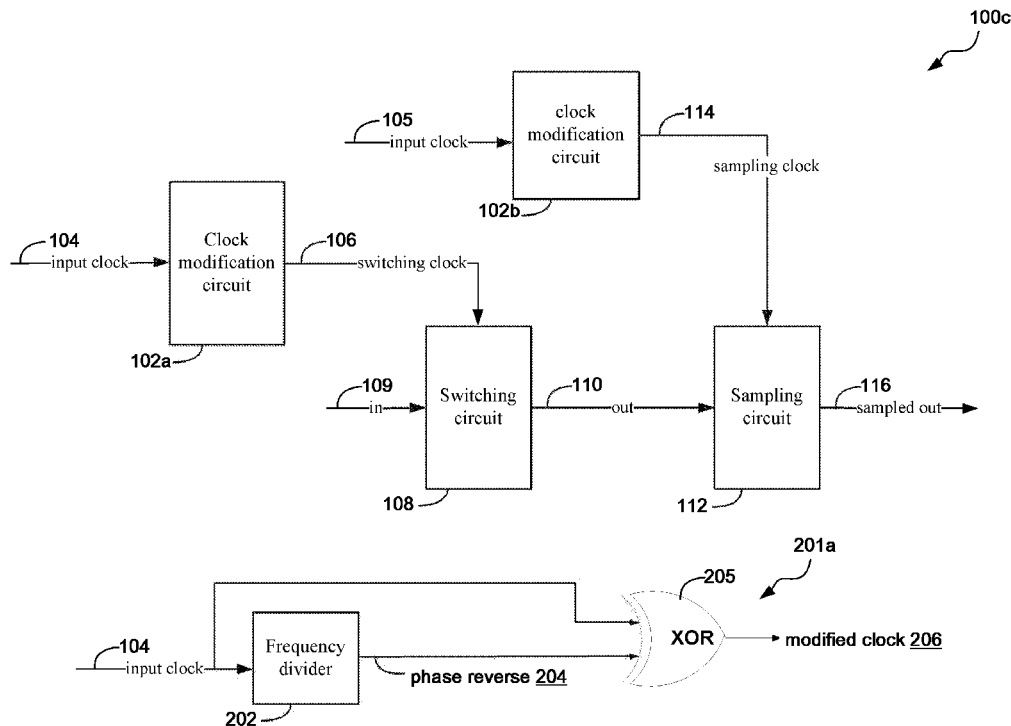 100c
105
input clock
clock
modification
circuit
102b
114
sampling clock
104
input clock
Clock
modification
circuit
102a
106
switching clock
109
in
Switching
circuit
108
110
out
Sampling
circuit
112
116
sampled out
201a
104
input clock
Frequency
divider
202
phase reverse 204
205
XOR
modified clock 206